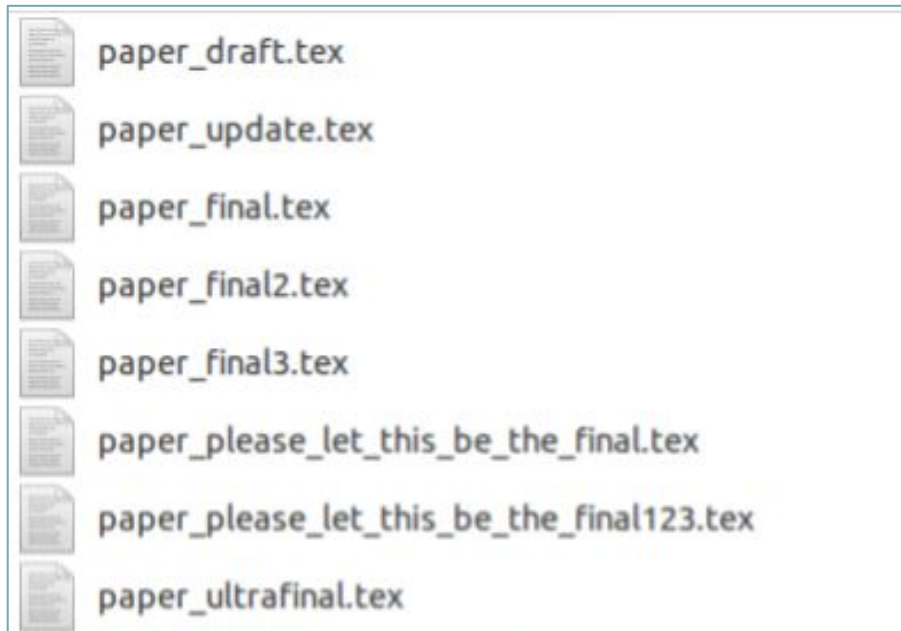 paper_draft.tex
paper_update.tex
paper_final.tex
paper_final2.tex
paper_final3.tex
paper_please_let_this_be_the_final.tex
paper_please_let_this_be_the_final123.tex
paper_ultrafinal.tex